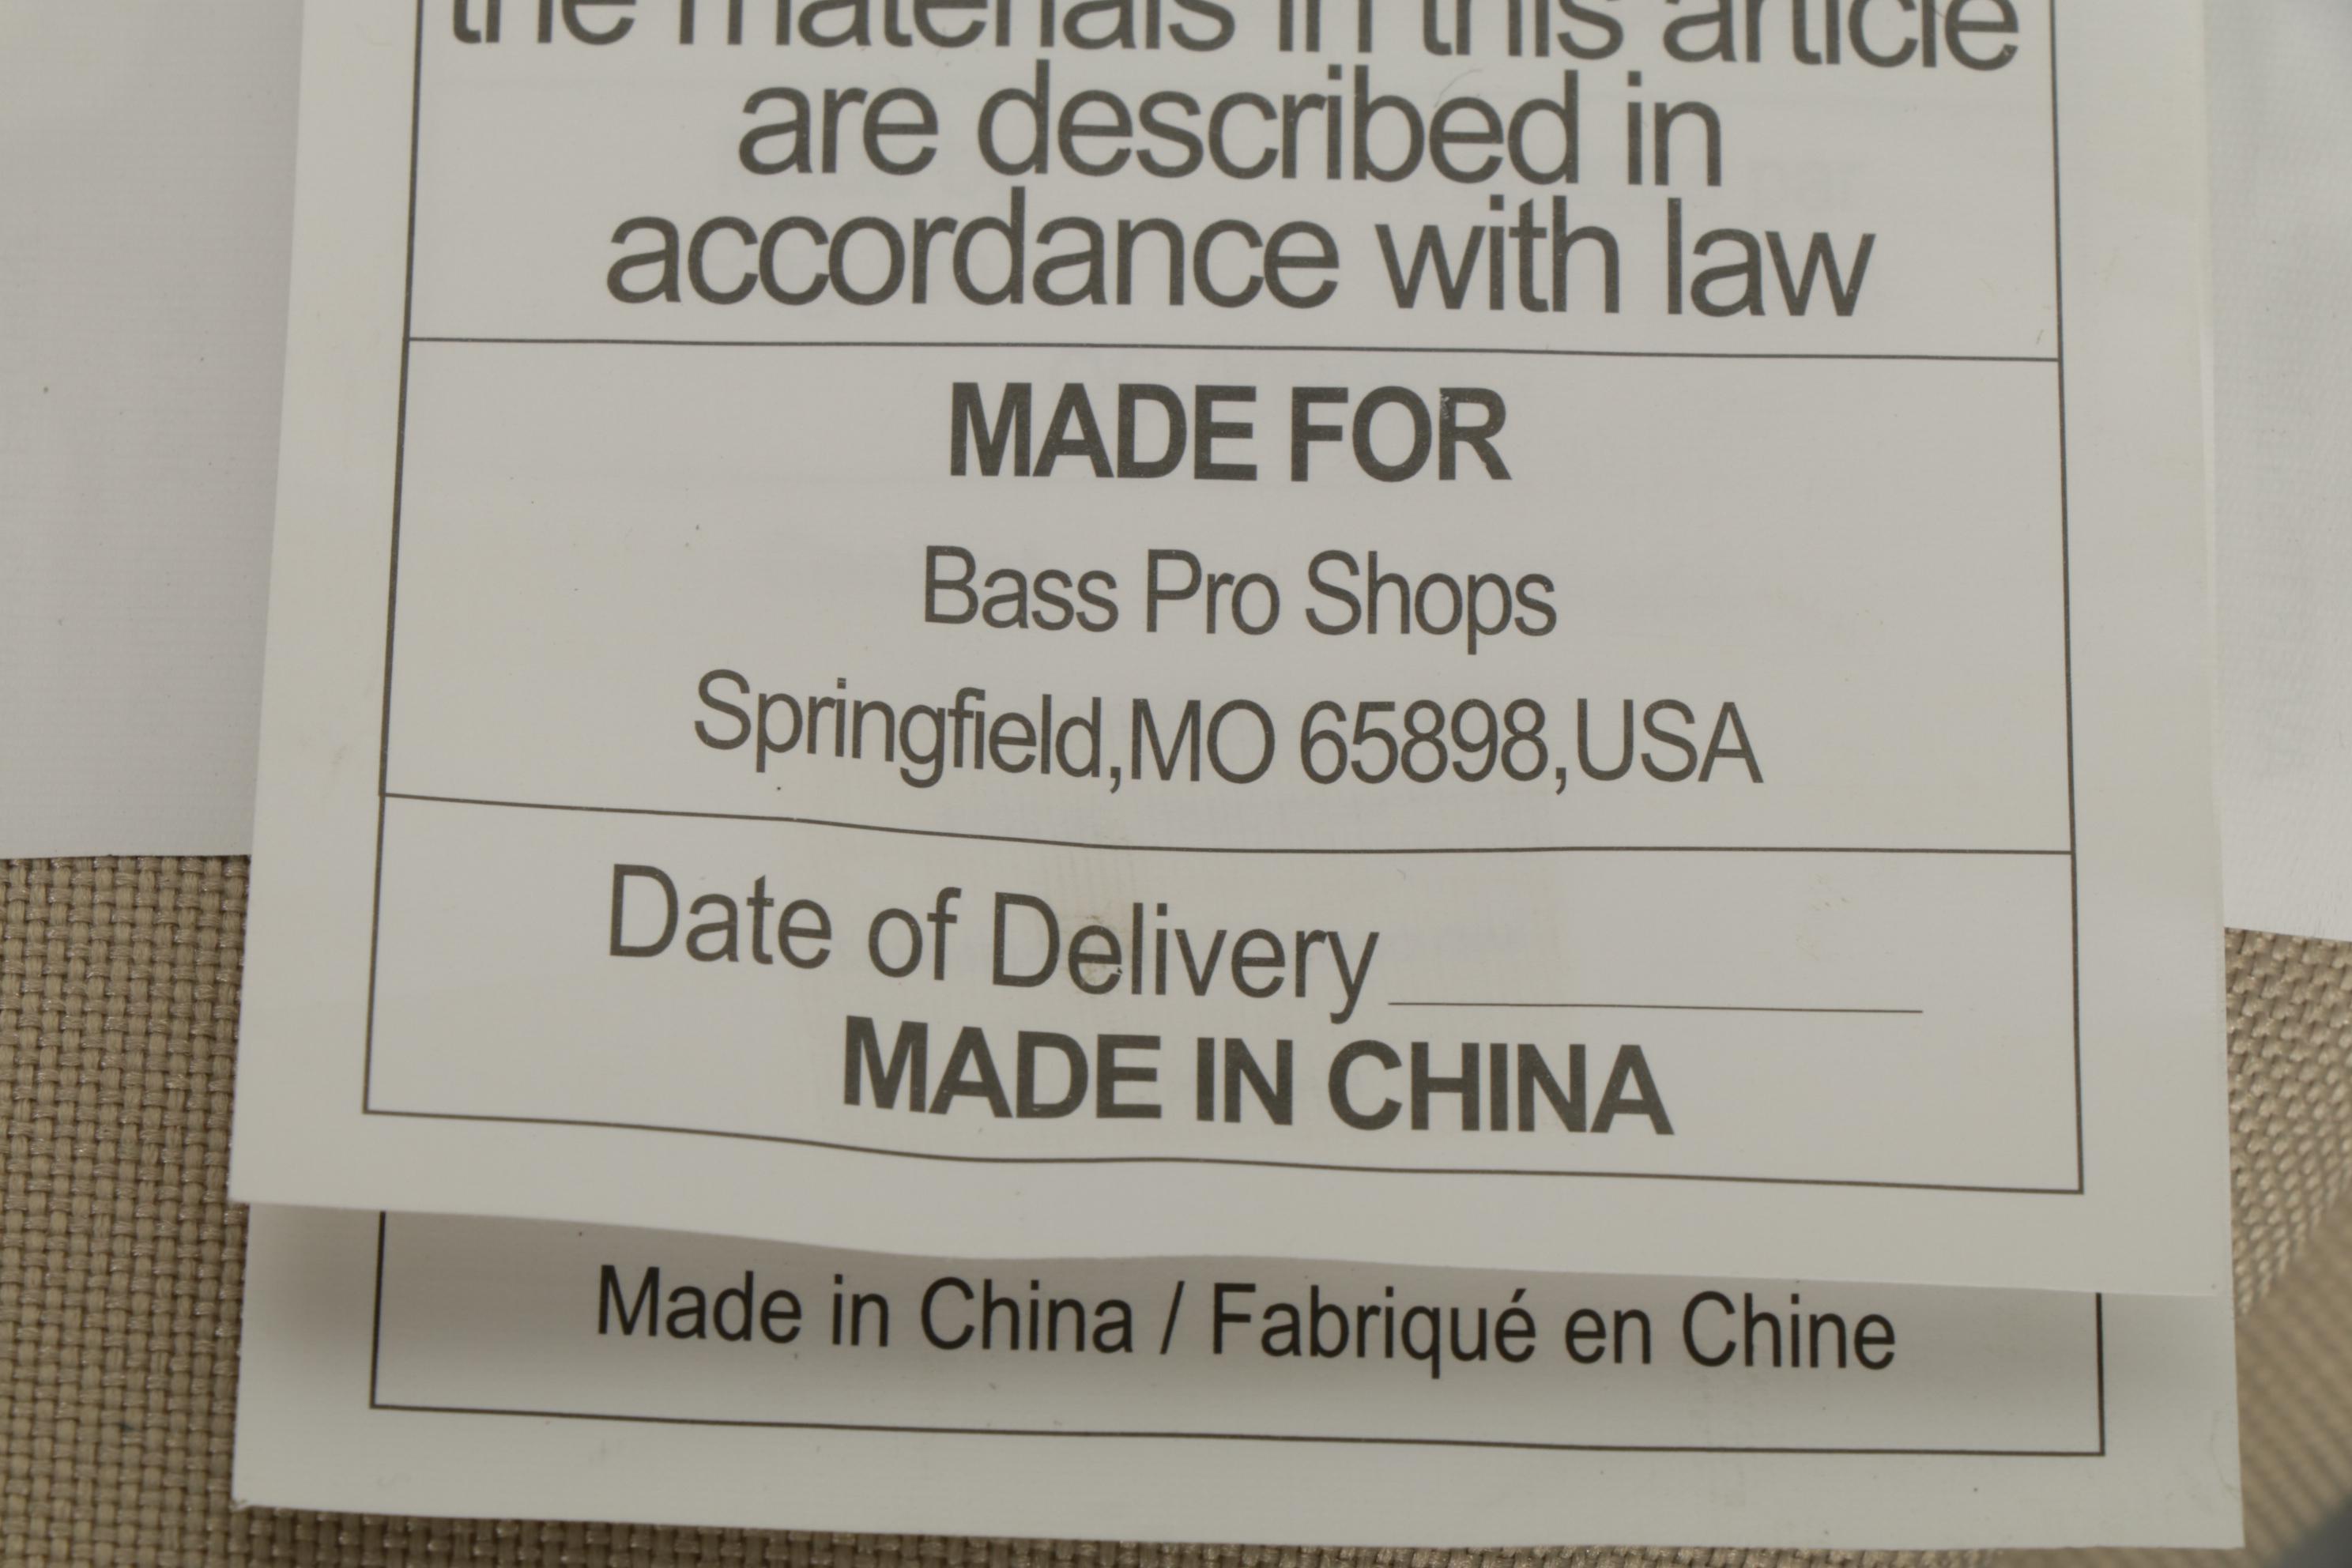 the materials in this article
are described in
accordance with law
MADE FOR
Bass Pro Shops
Springfield,MO 65898,USA
Date of Delivery
MADE IN CHINA
Made in China / Fabriqué en Chine